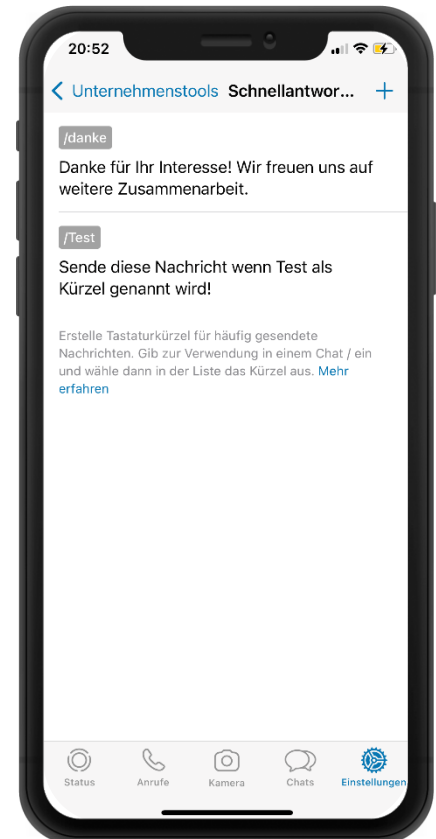 20:52
Unternehmenstools Schnellantwor... +
/danke
Danke für Ihr Interesse! Wir freuen uns auf
weitere Zusammenarbeit.
/Test
Sende diese Nachricht wenn Test als
Kürzel genannt wird!
Erstelle Tastaturkürzel für häufig gesendete
Nachrichten. Gib zur Verwendung in einem Chat / ein
und wähle dann in der Liste das Kürzel aus. Mehr
erfahren
Status Anrufe Kamera Chats Einstellungen